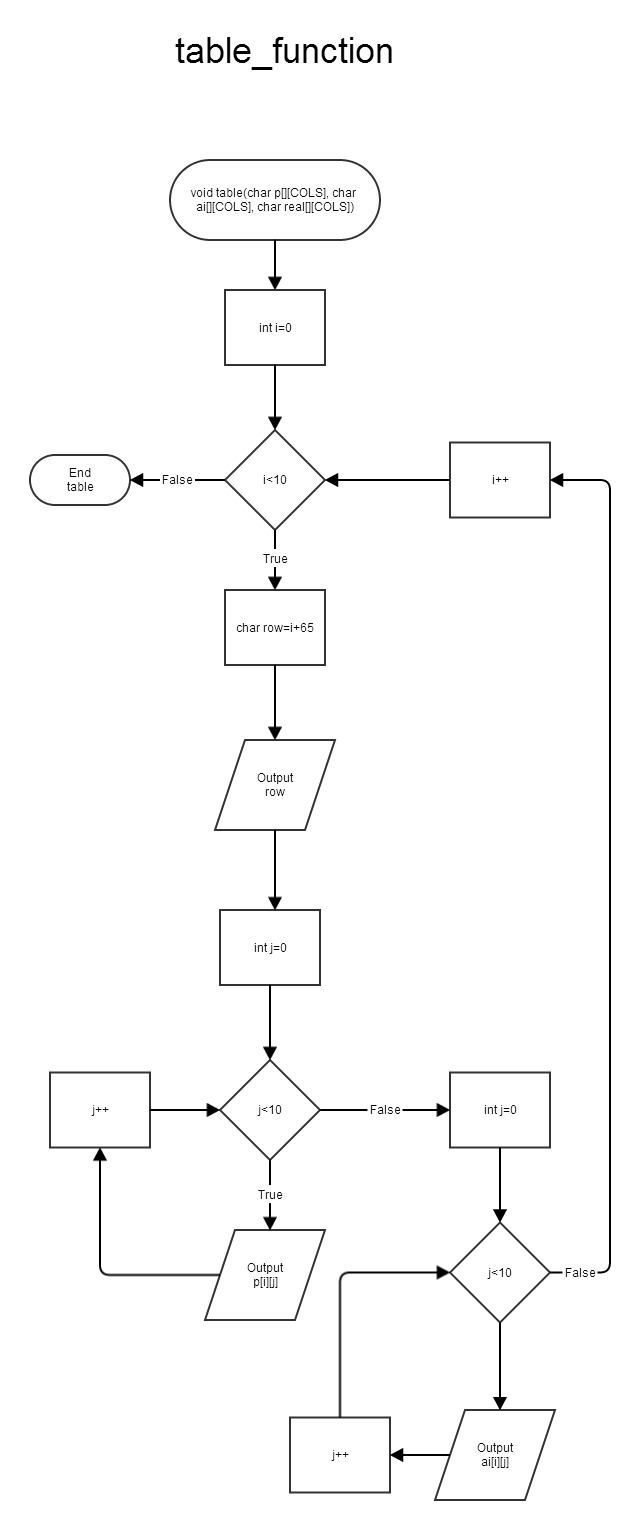 table_function
void table(char p[][COLS], char
ai[][COLS], char real[][COLS])
int i=0
End
table
False
i<10
i++
True
char row=i+65
Output
row
int j=0
j++
j<10
False
int j=0
True
Output
p[i][j]
j<10
False
j++
Output
ai[i][j]